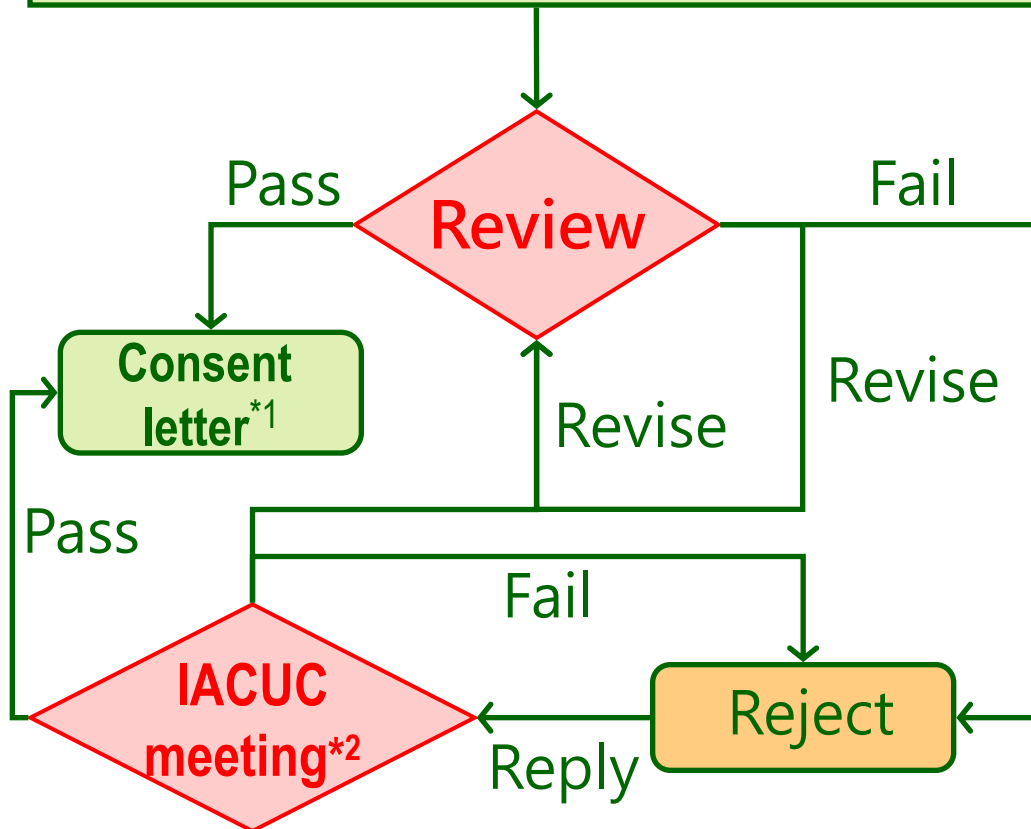 Pass
Fail
Review
Consent
letter*1
Revise
Revise
Pass
Fail
IACUC
meeting*2
Reject
Reply